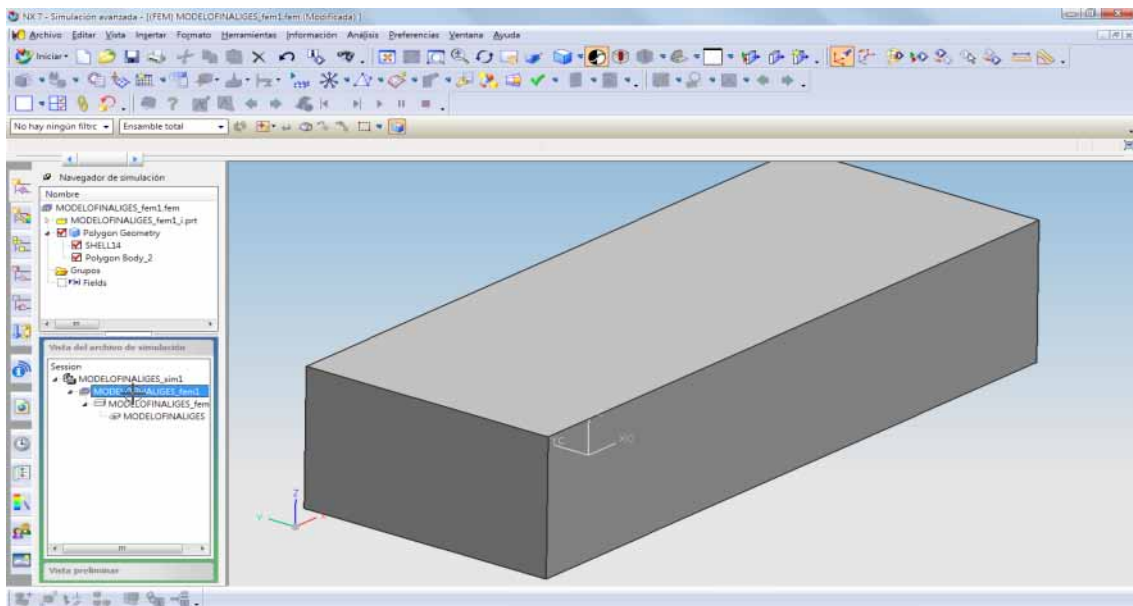 NX 7 - Simulación avanzada - [(FEM) MODELOFINALIGES_fem1.fem (Modificada) ]
Archivo Editar Vista Insertar Formato Herramientas Información Análisis Preferencias Ventana Ayuda
Iniciar
No hay ningún filtrc Ensamble total
Navegador de simulación
Nombre
MODELOFINALIGES_fem1.fem
MODELOFINALIGES_fem1_i.prt
Polygon Geometry
SHELL14
Polygon Body_2
Grupos
Fields
Vista del archivo de simulación
Session
MODELOFINALIGES_sim1
MODELOFINALIGES_fem1
MODELOFINALIGES_fem
MODELOFINALIGES
Vista preliminar
Z
Y